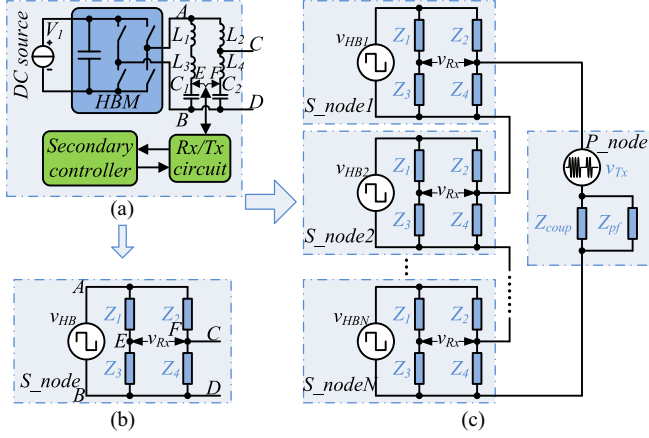 DC source
V1
+
-
HBM
A
L1
L2
C
L3
L4
E
F
C1
C2
D
B
Secondary controller
Rx/Tx circuit
(a)
A
vHB
Z1
Z2
E
vRx
F
C
Z3
Z4
S_node
B
D
(b)
vHB1
Z1
Z2
vRx
Z3
Z4
S_node1
vHB2
Z1
Z2
vRx
Z3
Z4
S_node2
vHBN
Z1
Z2
vRx
Z3
Z4
S_nodeN
P_node
vTx
Zcoup
Zpf
(c)